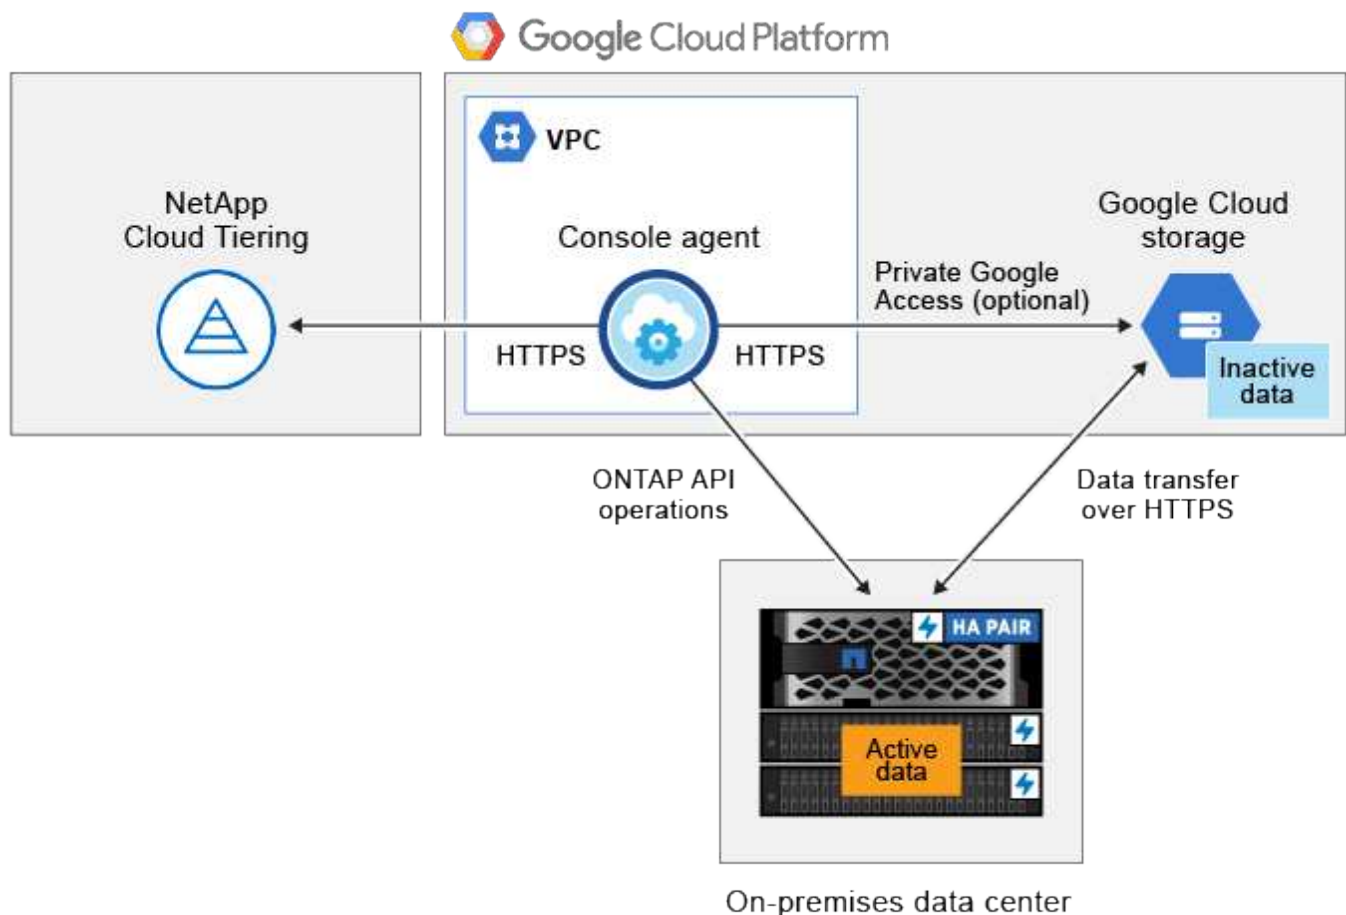 Google Cloud Platform
VPC
NetApp
Cloud Tiering
Console agent
Google Cloud
storage
Private Google
Access (optional)
HTTPS
HTTPS
Inactive
data
ONTAP API
operations
Data transfer
over HTTPS
HA PAIR
Active
data
On-premises data center